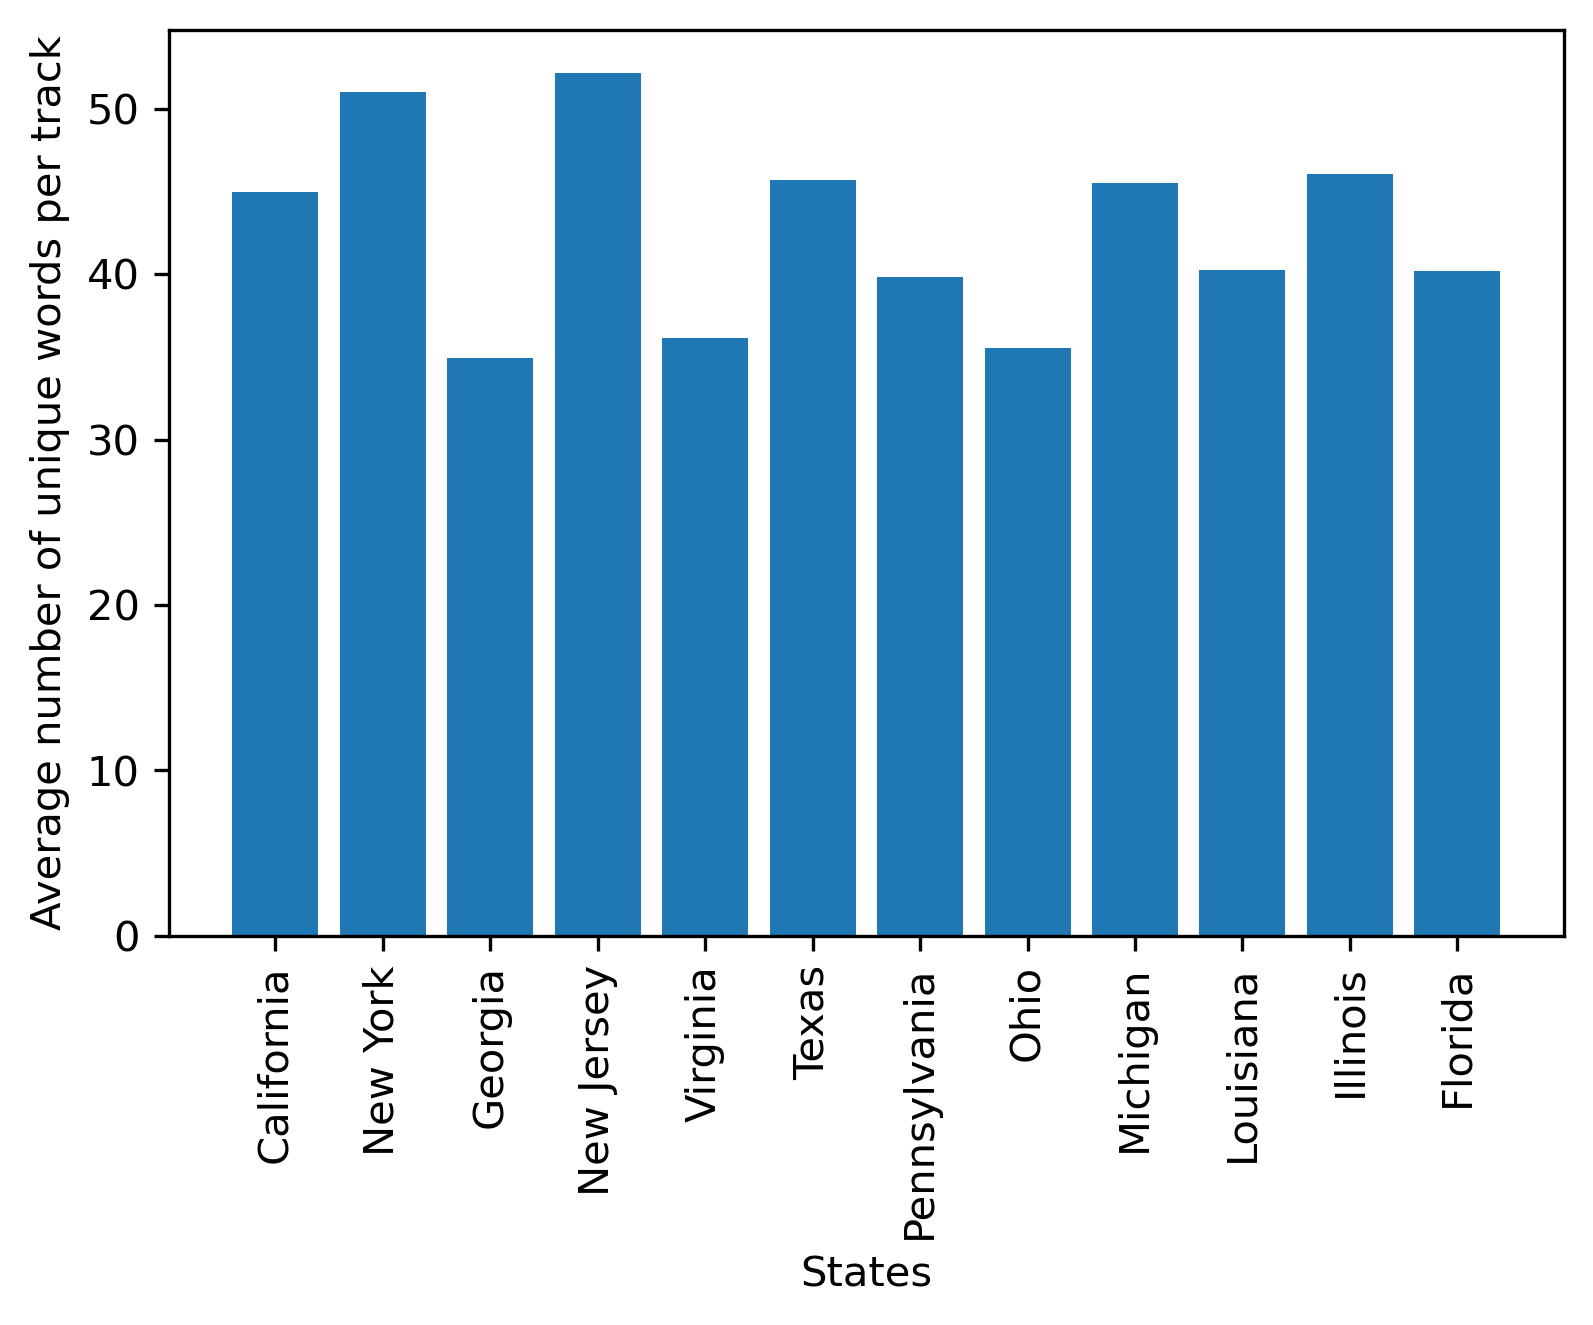 Average number of unique words per track
50
40
30
20
10
0
California
New York
Georgia
New Jersey
Virginia
Texas
Pennsylvania
Ohio
Michigan
Louisiana
Illinois
Florida
States